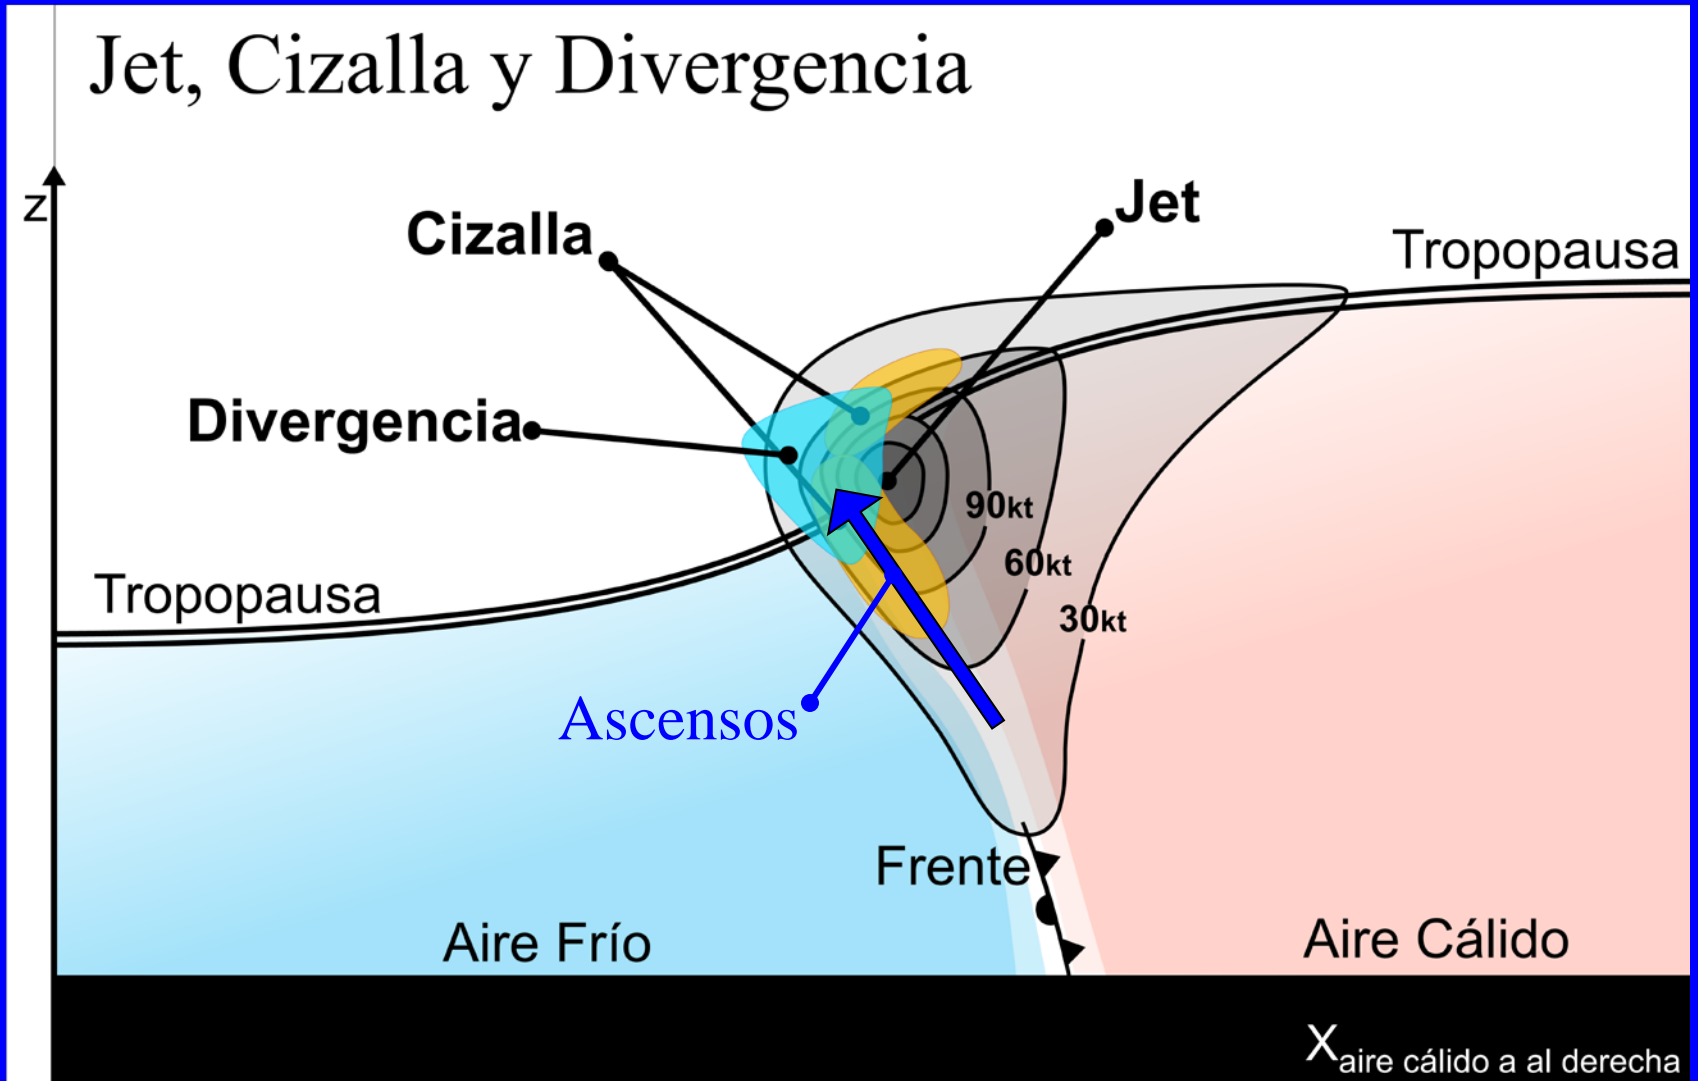 Jet, Cizalla y Divergencia
z
Cizalla
Jet
Tropopausa
Divergencia
90kt
60kt
Tropopausa
30kt
Ascensos
Frente
Aire Frío
Aire Cálido
X aire cálido a al derecha